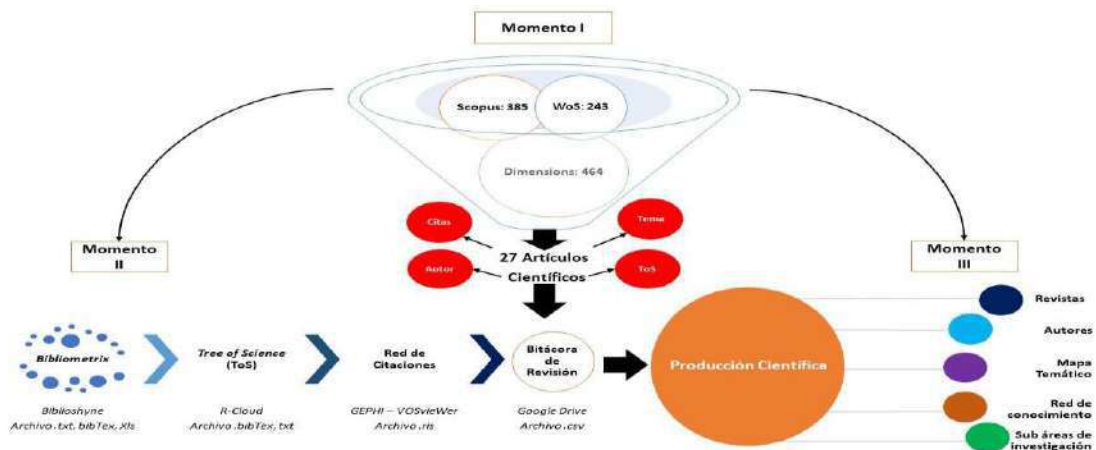 Momento I
Scopus: 385
WoS: 243
Dimensions: 464
Citas
Tema
27 Artículos
Científicos
Autor
ToS
Momento
II
Momento
III
Bibliometrix
Tree of Science
(ToS)
Red de
Citaciones
Bitácora
de
Revisión
Producción Científica
Revistas
Autores
Mapa
Temático
Red de
conocimiento
Sub áreas de
investigación
Biblioshyne
Archivo .txt, bibTex, Xls
R-Cloud
Archivo .bibTex, txt
GEPHI – VOSvieWer
Archivo .ris
Google Drive
Archivo .csv